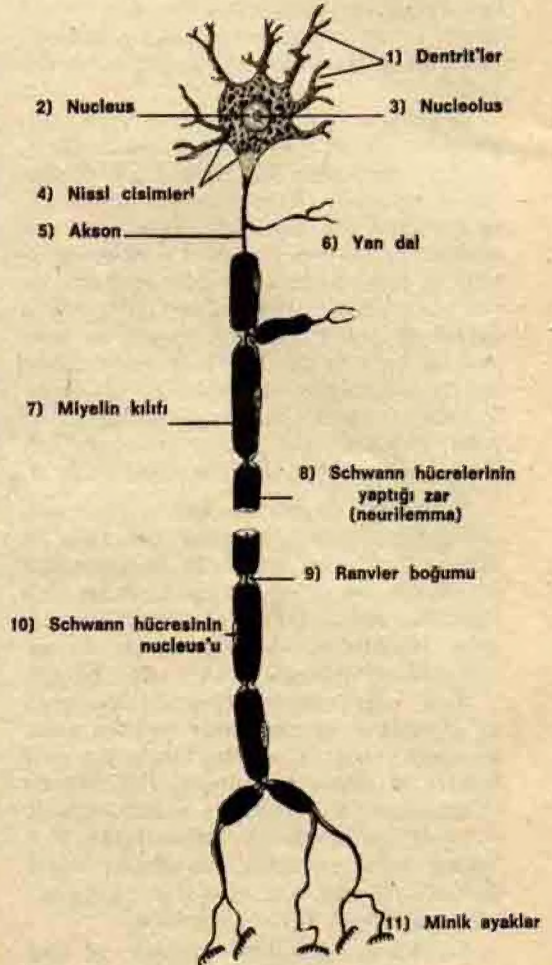 1) Dentrit'ler
2) Nucleus
3) Nucleolus
4) Nissl cisimleri
5) Akson
6) Yan dal
7) Miyelin kılıfı
8) Schwann hücrelerinin
yaptığı zar
(neurilemma)
9) Ranvier boğumu
10) Schwann hücresinin
nucleus'u
11) Minik ayaklar